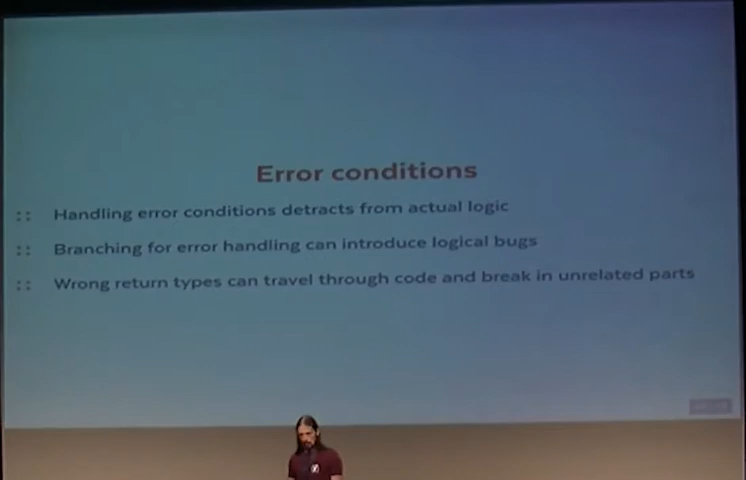 Error conditions
:: Handling error conditions detracts from actual logic
:: Branching for error handling can introduce logical bugs
:: Wrong return types can travel through code and break in unrelated parts